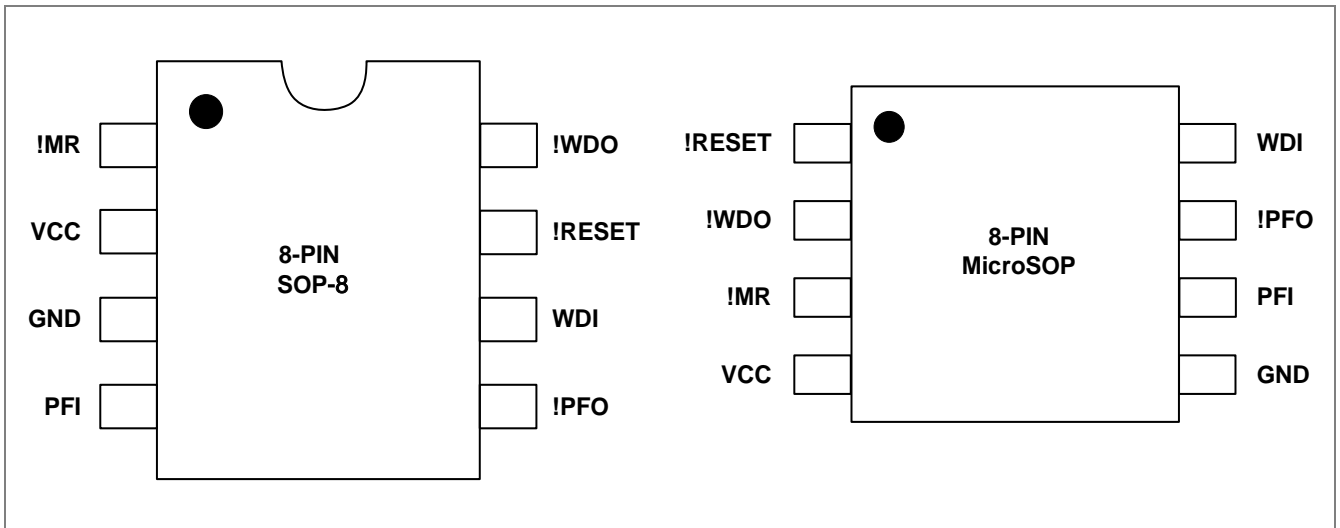 !MR
VCC
GND
PFI
8-PIN
SOP-8
!WDO
!RESET
WDI
!PFO
!RESET
!WDO
!MR
VCC
8-PIN
MicroSOP
WDI
!PFO
PFI
GND